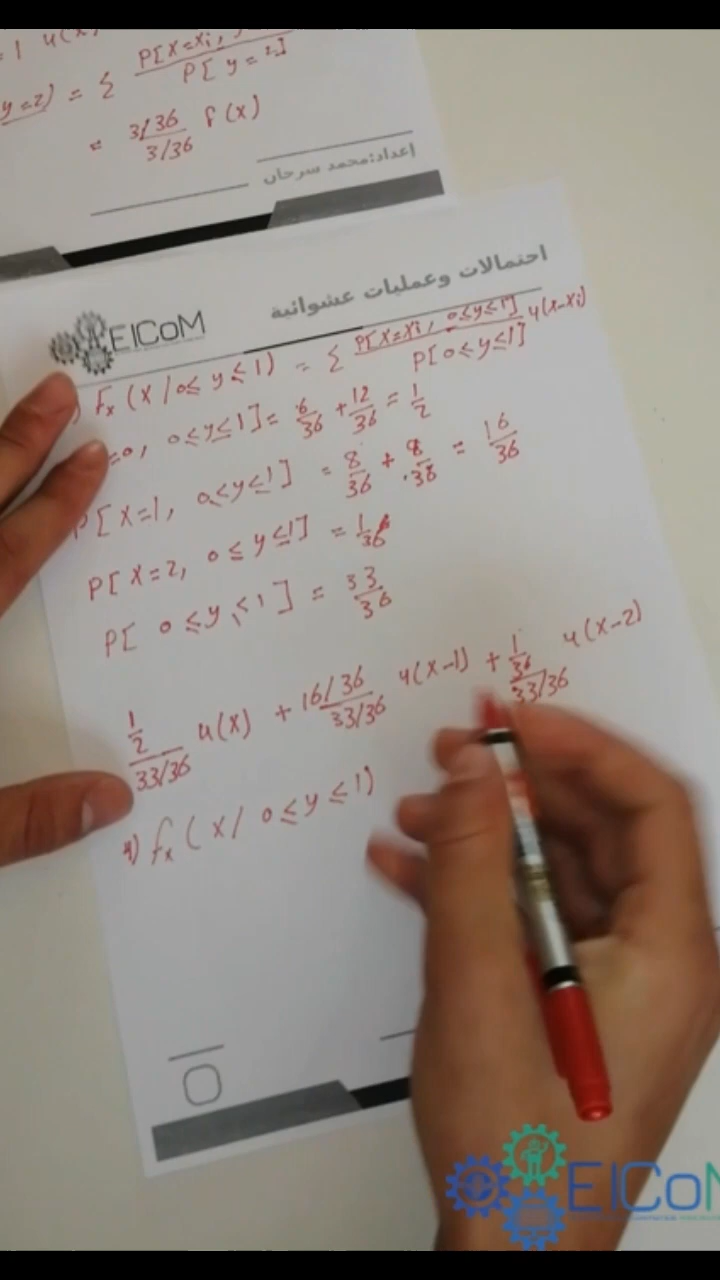 = 1 u(x)
y=2) = Σ P[X=xi, y / P[y=2]
= 3/36 / 3/36 f(x)
إعداد:محمد سرحان
احتمالات وعمليات عشوائية
EICoM
Fx (x/0≤y≤1) = Σ P[X=xi, 0≤y≤1] / P[0≤y≤1] u(x-xi)
=0, 0≤y≤1] = 6/36 + 12/36 = 1/2
P[X=1, 0≤y≤1] = 8/36 + 8/36 = 16/36
P[X=2, 0≤y≤1] = 1/36
P[0≤y≤1] = 33/36
1/2 / 33/36 u(x) + 16/36 / 33/36 u(x-1) + 1/36 / 33/36 u(x-2)
4) fx (x/0≤y≤1)
EICoM